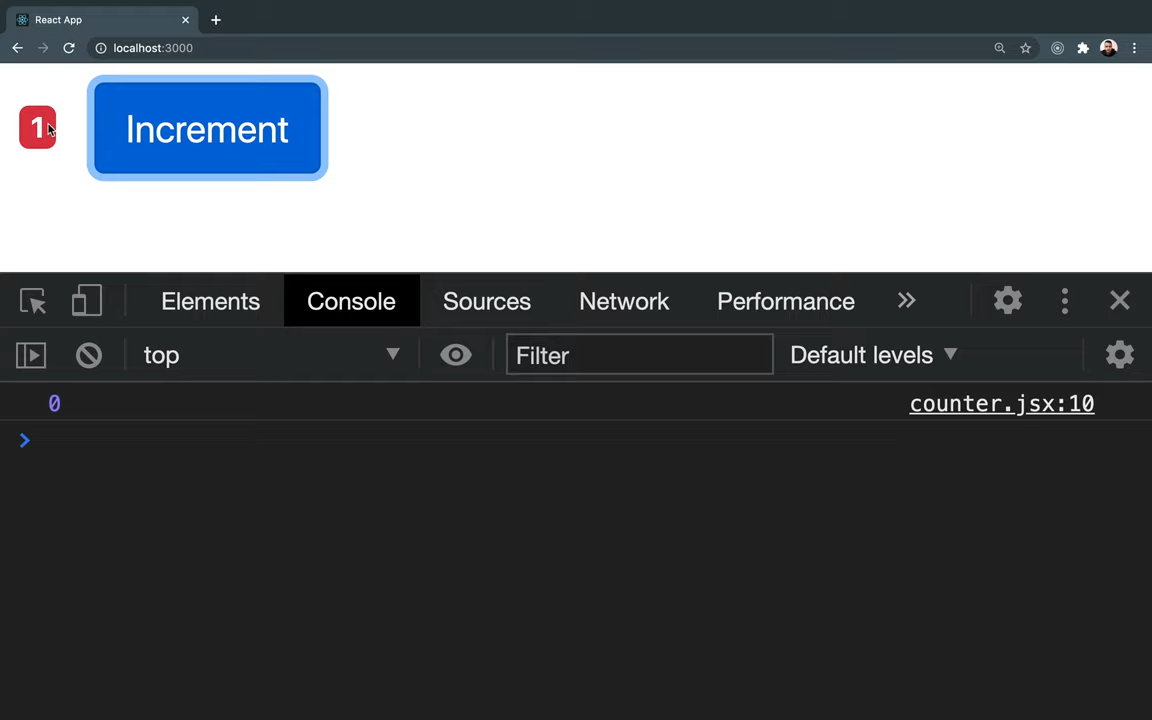 React App
localhost:3000
1
Increment
Elements Console Sources Network Performance
top Filter Default levels
0 counter.jsx:10